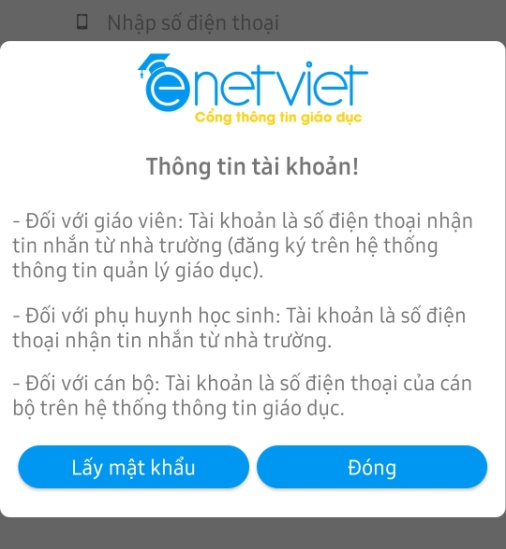 Nhập số điện thoại
enetviet
Cổng thông tin giáo dục
Thông tin tài khoản!
- Đối với giáo viên: Tài khoản là số điện thoại nhận
tin nhắn từ nhà trường (đăng ký trên hệ thống
thông tin quản lý giáo dục).
- Đối với phụ huynh học sinh: Tài khoản là số điện
thoại nhận tin nhắn từ nhà trường.
- Đối với cán bộ: Tài khoản là số điện thoại của cán
bộ trên hệ thống thông tin giáo dục.
Lấy mật khẩu
Đóng